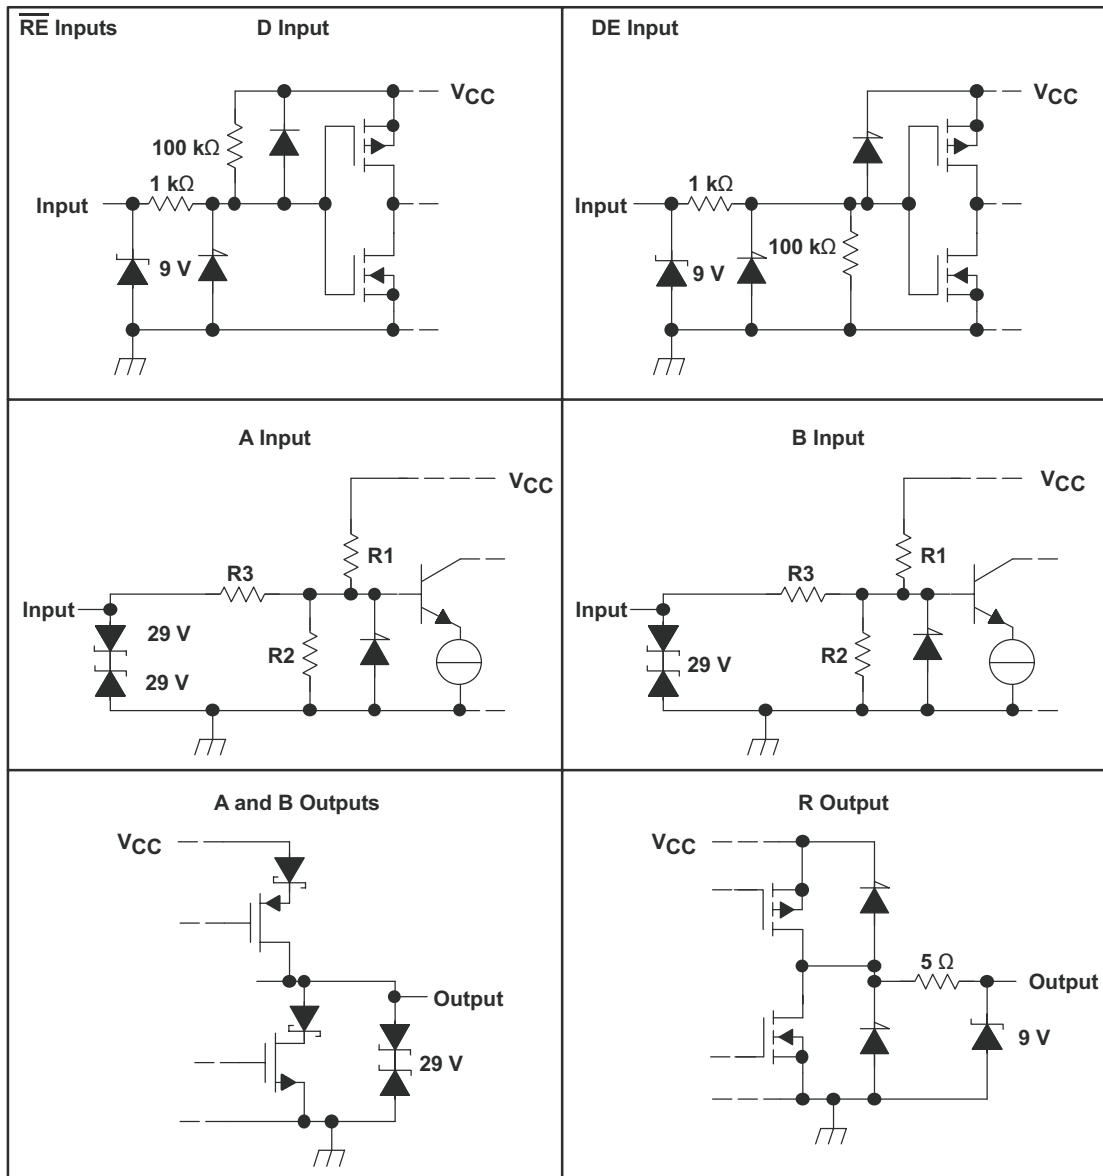 R̅E̅ Inputs
D Input
VCC
100 kΩ
1 kΩ
Input
9 V
DE Input
VCC
1 kΩ
Input
100 kΩ
9 V
A Input
VCC
R1
R3
Input
29 V
R2
29 V
B Input
VCC
R1
R3
Input
29 V
R2
A and B Outputs
VCC
Output
29 V
R Output
VCC
5 Ω
Output
9 V